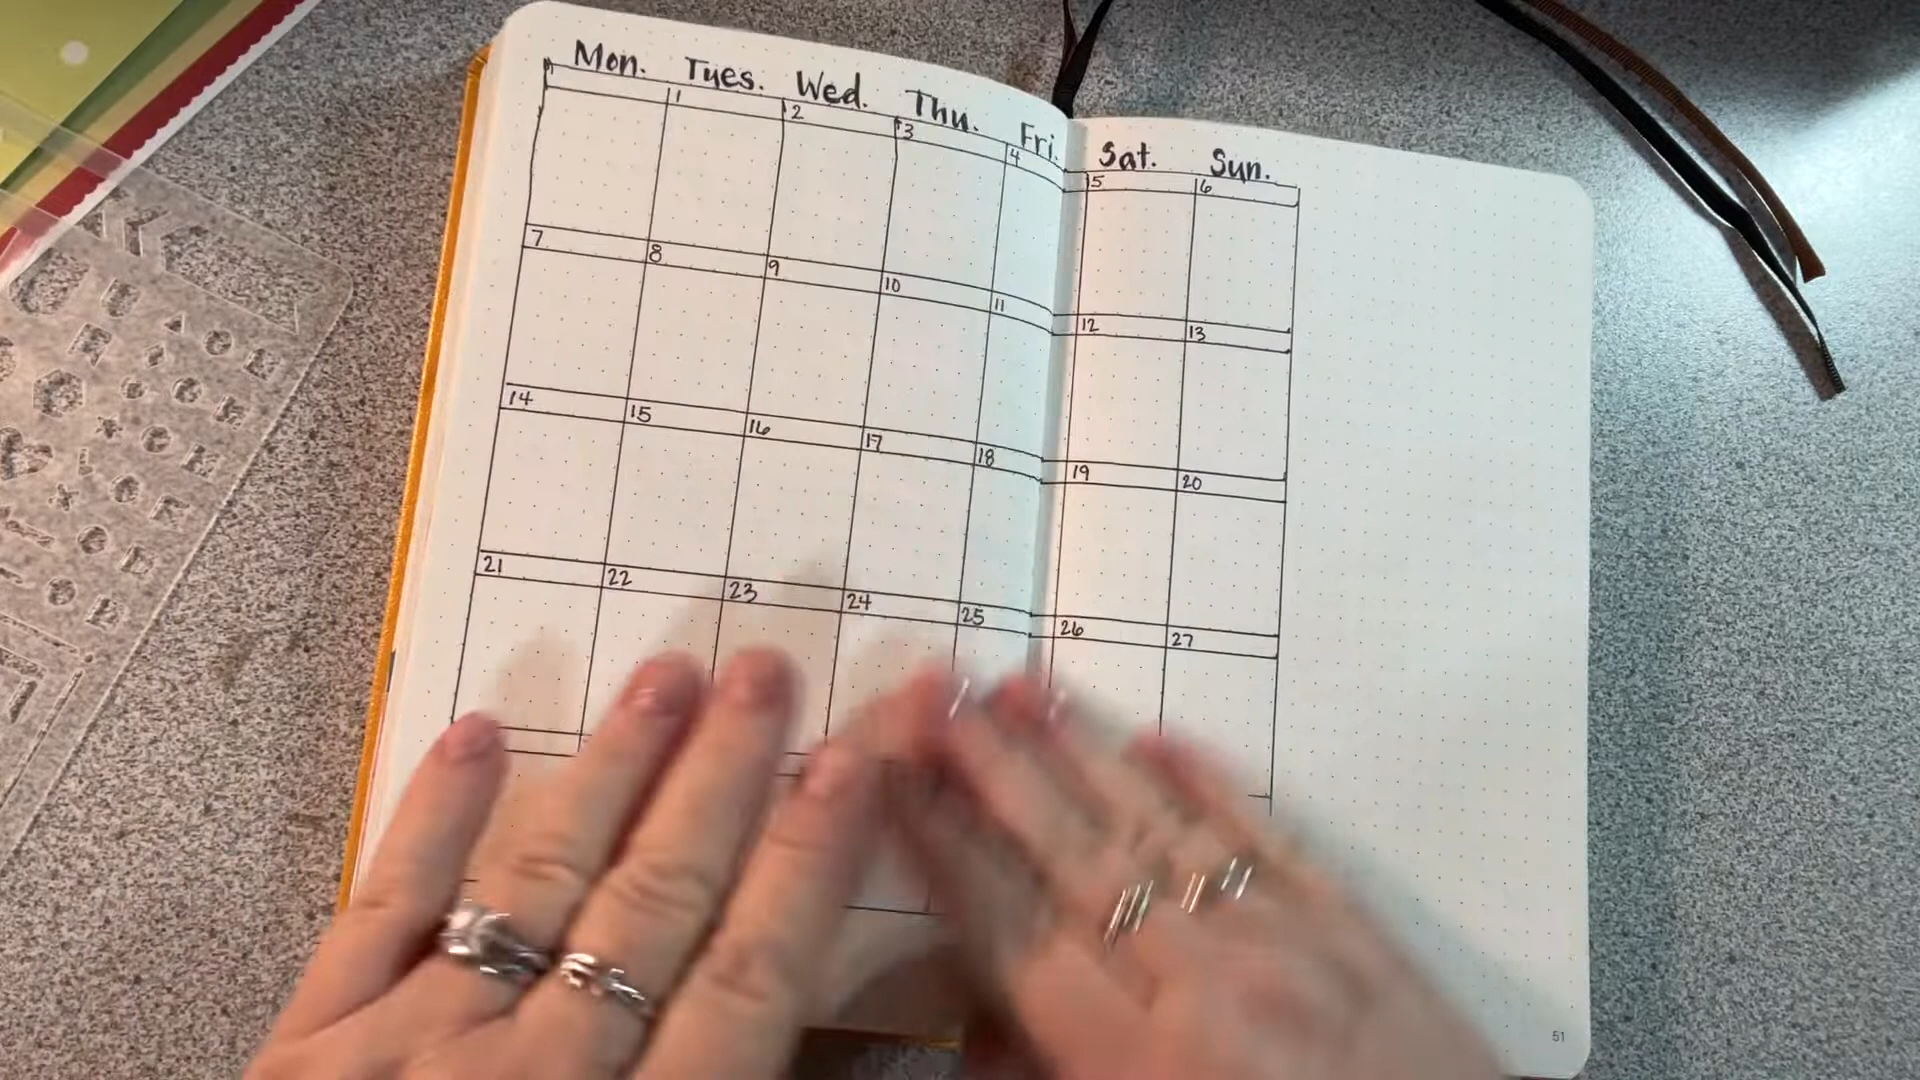 Mon. Tues. Wed. Thu. Fri. Sat. Sun.
1 2 3 4 5 6
7 8 9 10 11 12 13
14 15 16 17 18 19 20
21 22 23 24 25 26 27
51